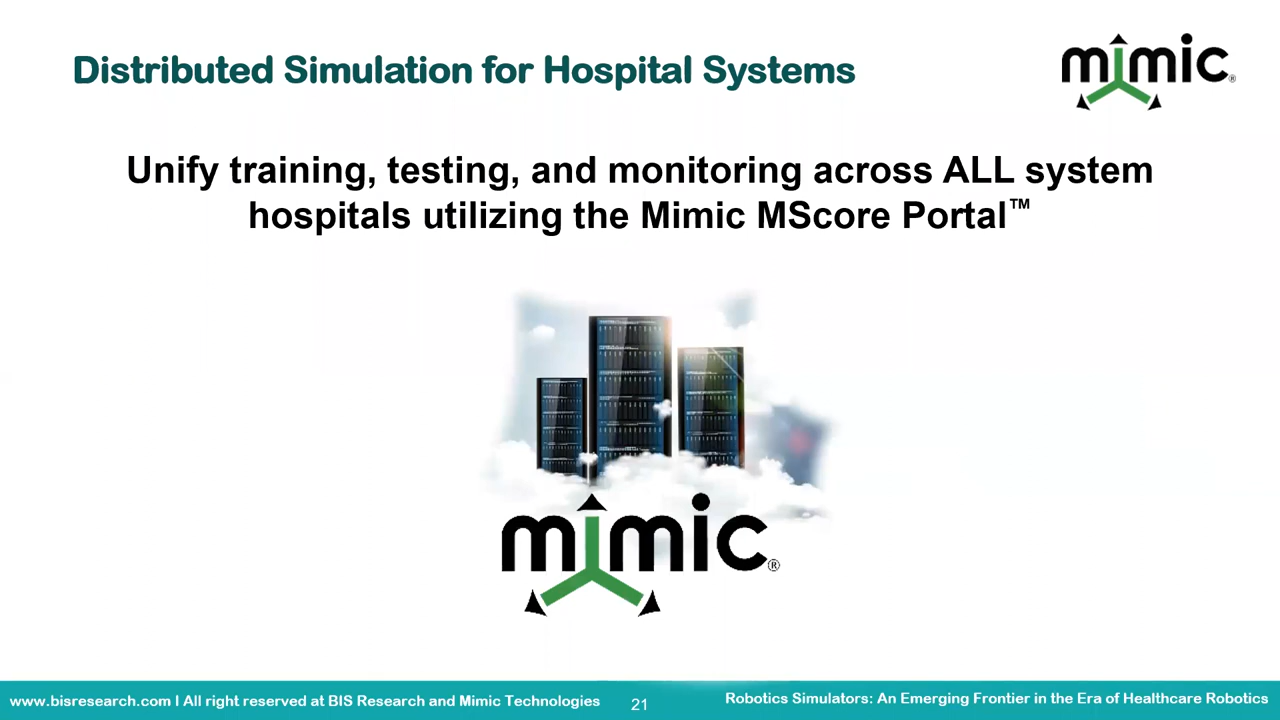 Distributed Simulation for Hospital Systems
mimic®
Unify training, testing, and monitoring across ALL system
hospitals utilizing the Mimic MScore Portal™
mimic®
www.bisresearch.com I All right reserved at BIS Research and Mimic Technologies
21
Robotics Simulators: An Emerging Frontier in the Era of Healthcare Robotics